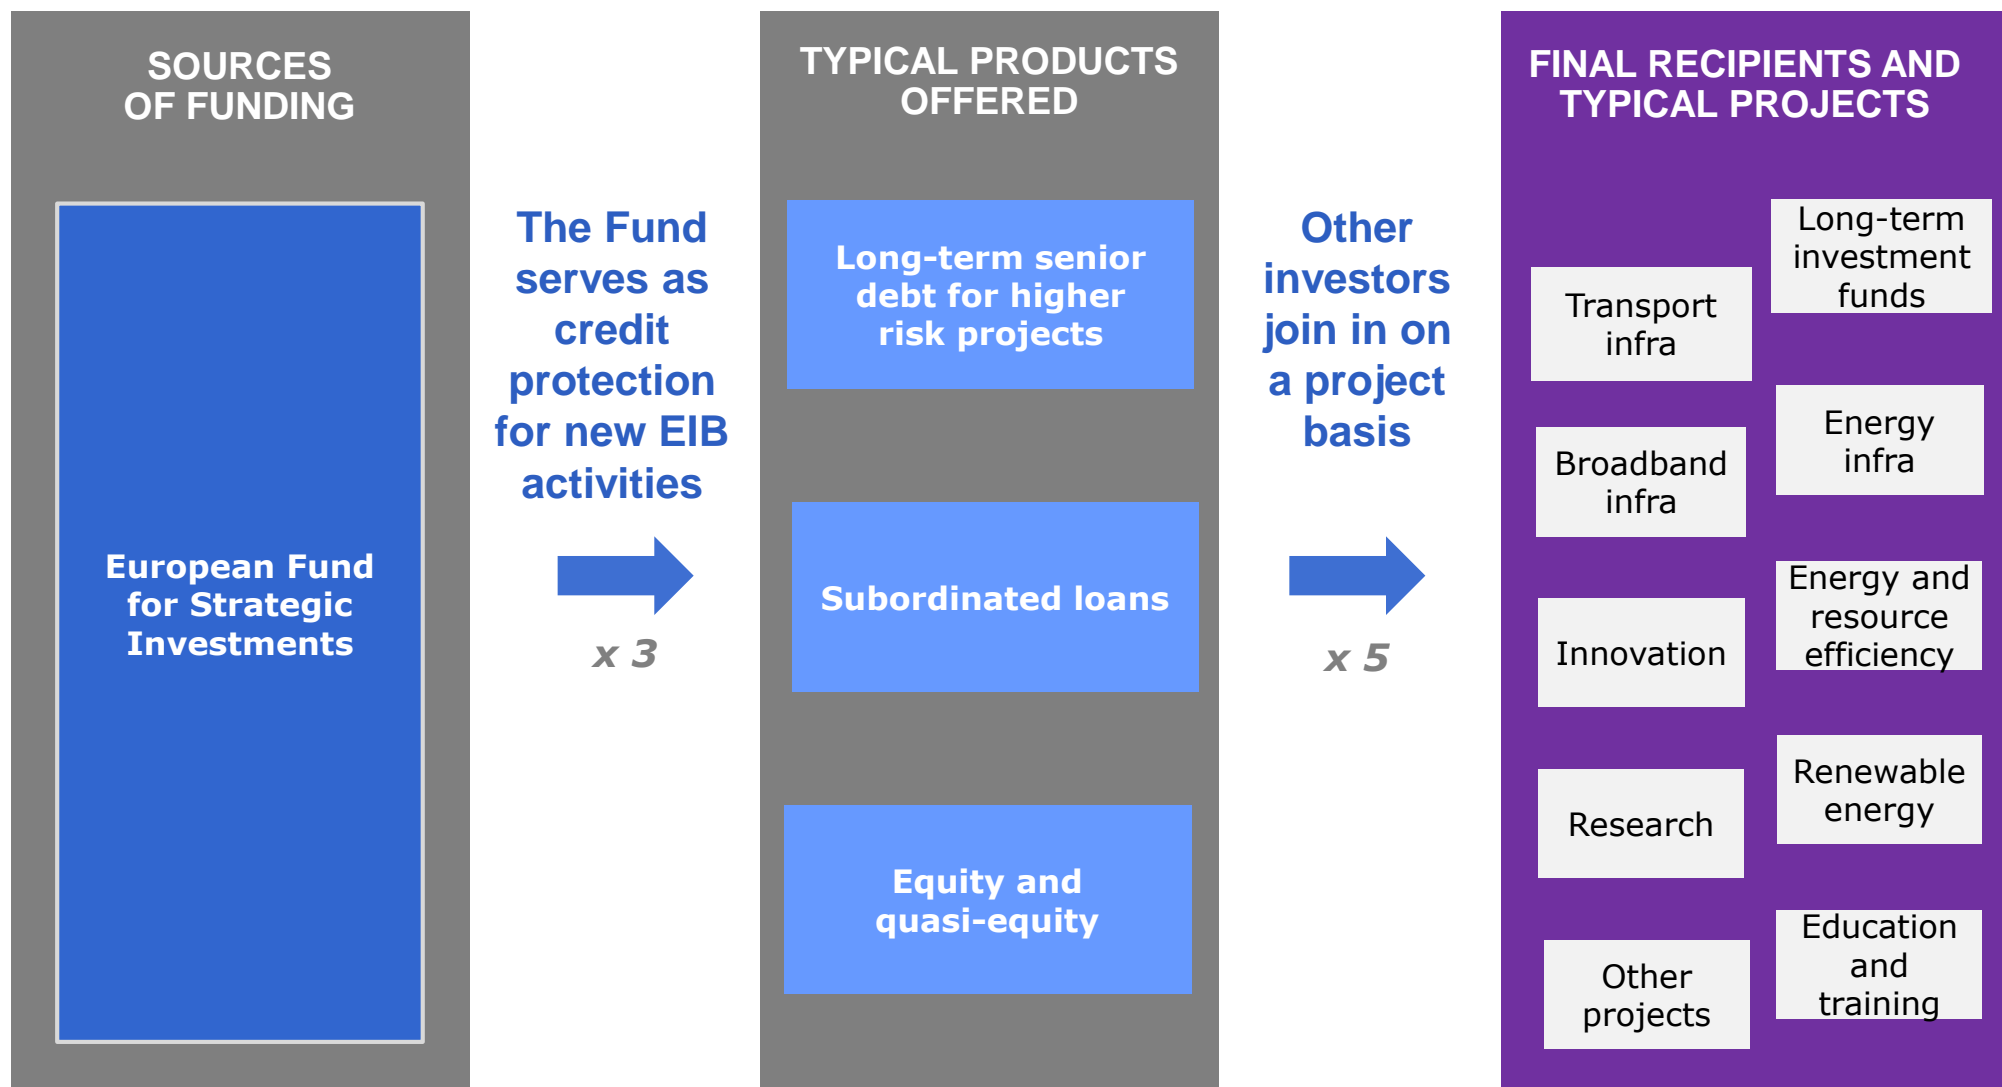 SOURCES
OF FUNDING
European Fund
for Strategic
Investments
The Fund
serves as
credit
protection
for new EIB
activities
x 3
TYPICAL PRODUCTS
OFFERED
Long-term senior
debt for higher
risk projects
Subordinated loans
Equity and
quasi-equity
Other
investors
join in on
a project
basis
x 5
FINAL RECIPIENTS AND
TYPICAL PROJECTS
Long-term
investment
funds
Transport
infra
Energy
infra
Broadband
infra
Energy and
resource
efficiency
Innovation
Renewable
energy
Research
Education
and
training
Other
projects